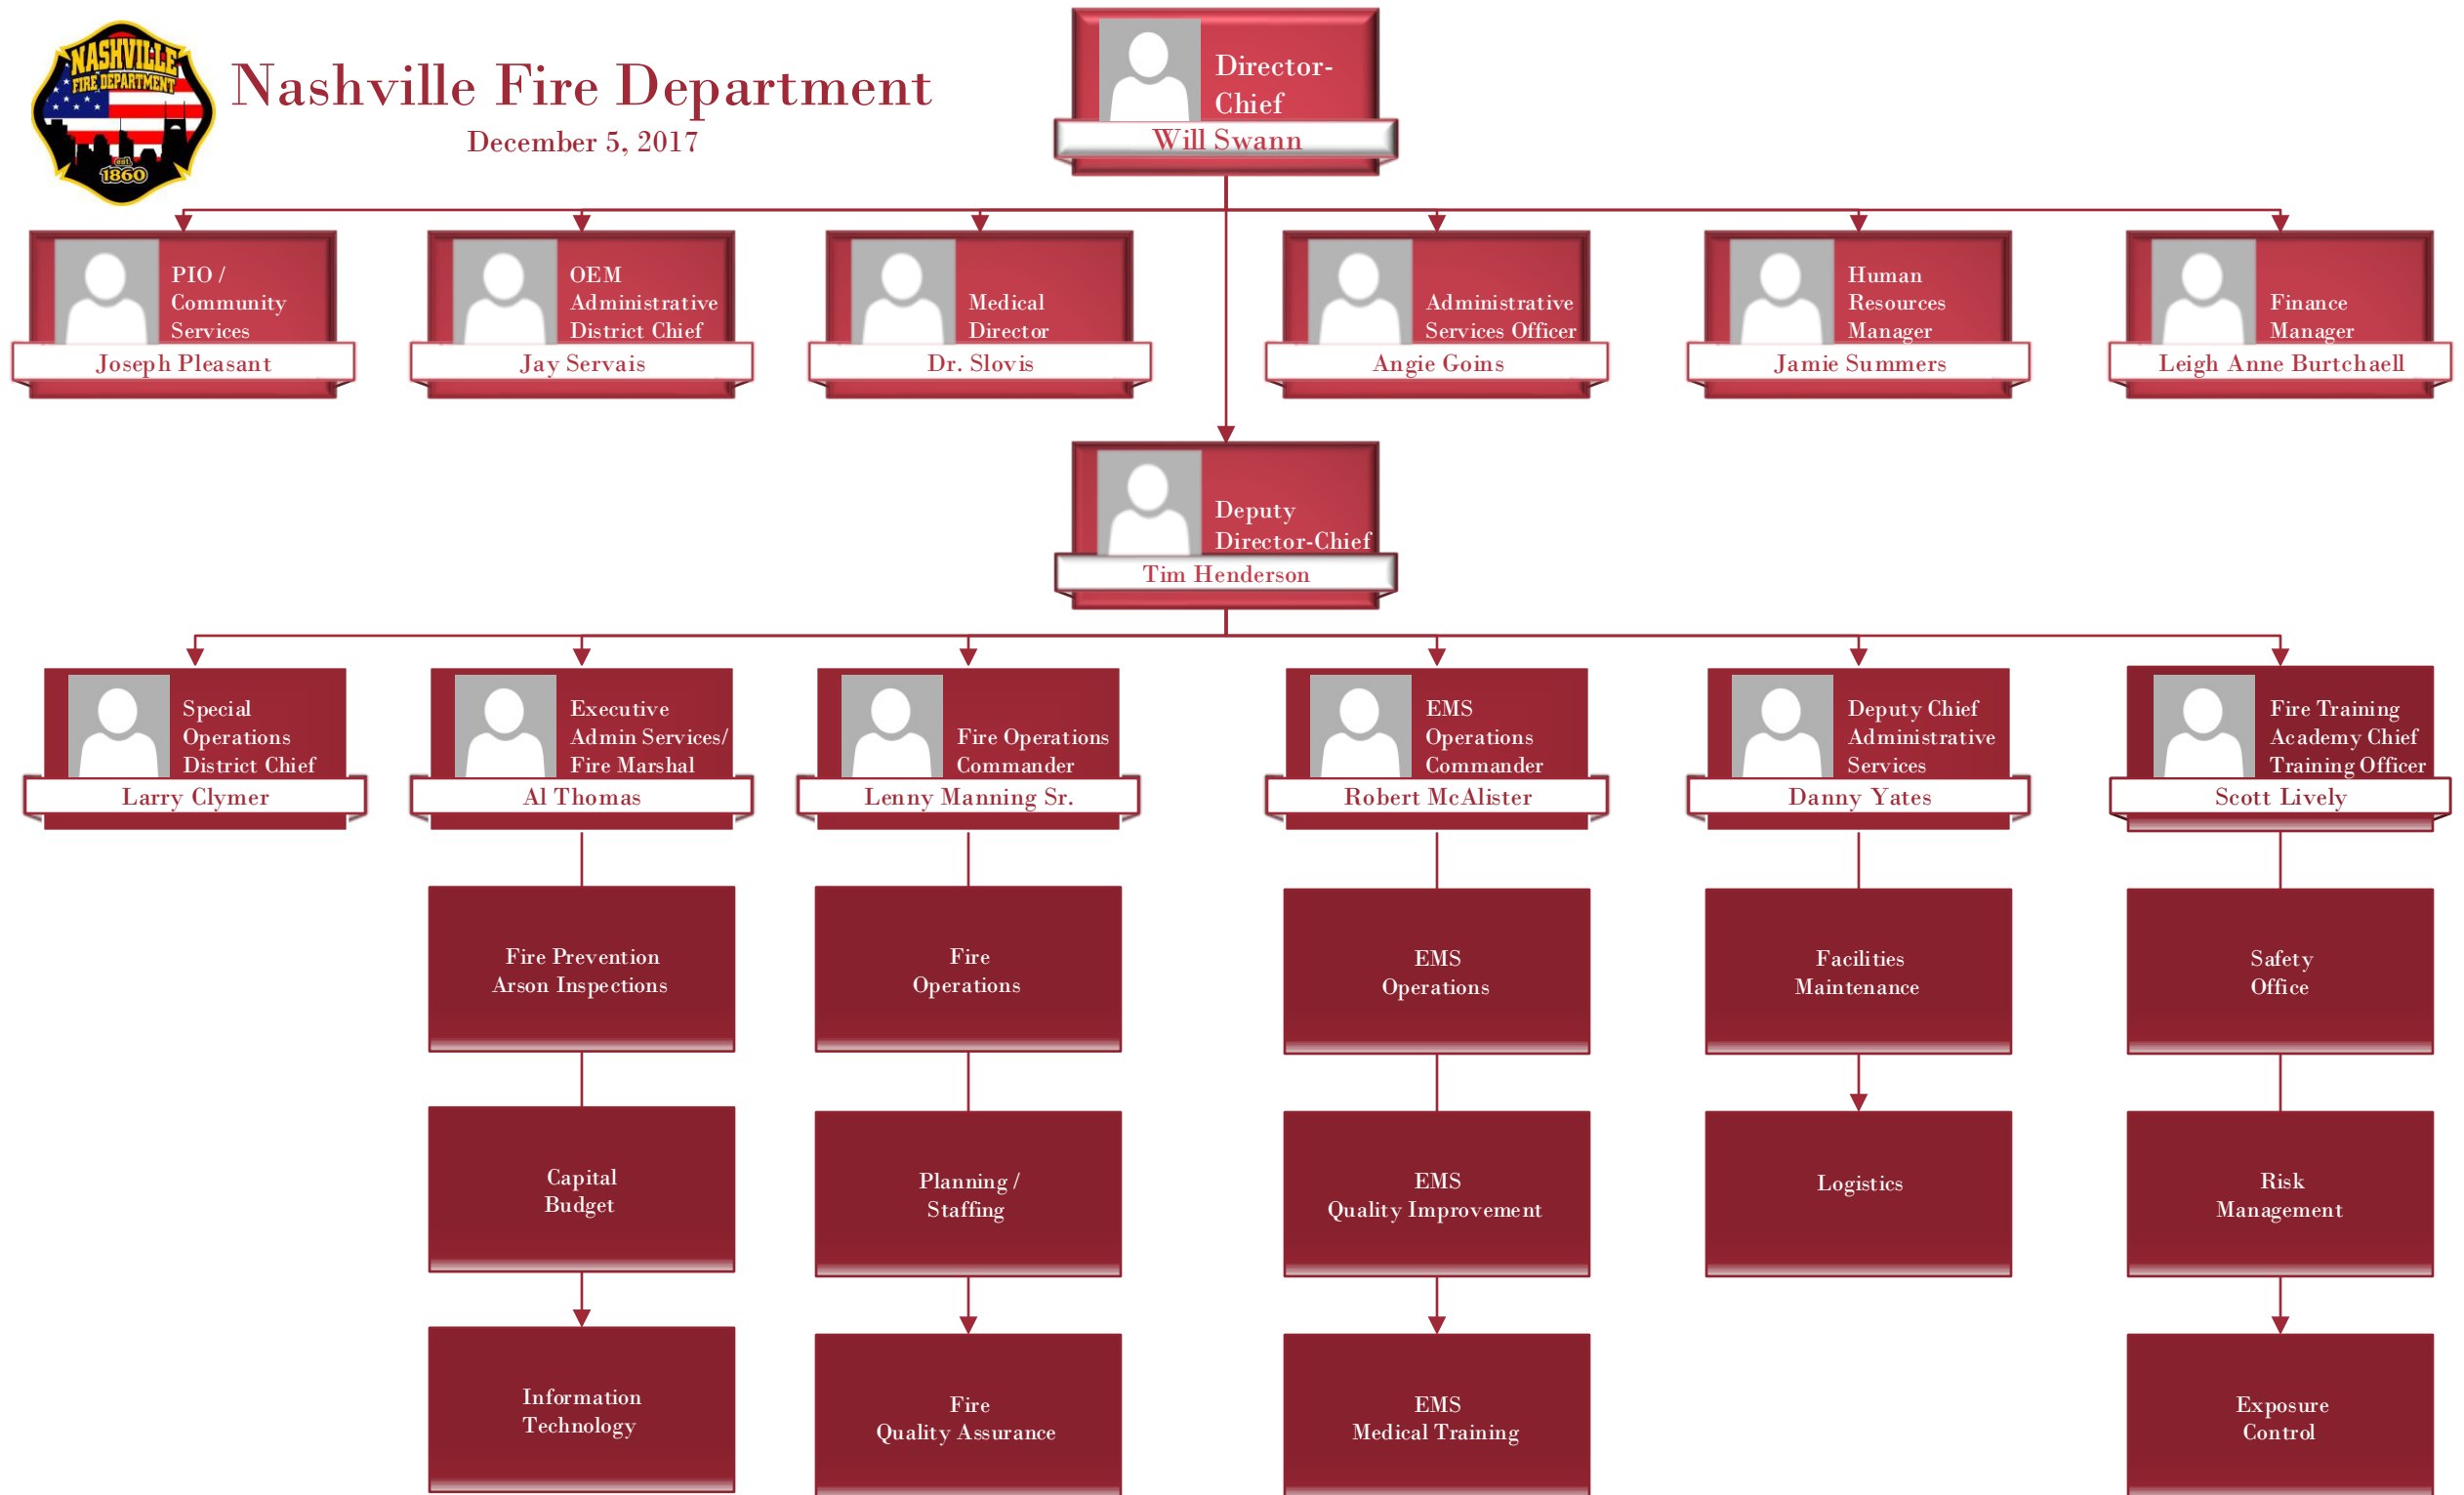 NASHVILLE
FIRE DEPARTMENT
est.
1860
Nashville Fire Department
December 5, 2017
Director-
Chief
Will Swann
PIO /
Community
Services
Joseph Pleasant
OEM
Administrative
District Chief
Jay Servais
Medical
Director
Dr. Slovis
Administrative
Services Officer
Angie Goins
Human
Resources
Manager
Jamie Summers
Finance
Manager
Leigh Anne Burtchaell
Deputy
Director-Chief
Tim Henderson
Special
Operations
District Chief
Larry Clymer
Executive
Admin Services/
Fire Marshal
Al Thomas
Fire Operations
Commander
Lenny Manning Sr.
EMS
Operations
Commander
Robert McAlister
Deputy Chief
Administrative
Services
Danny Yates
Fire Training
Academy Chief
Training Officer
Scott Lively
Fire Prevention
Arson Inspections
Fire
Operations
EMS
Operations
Facilities
Maintenance
Safety
Office
Capital
Budget
Planning /
Staffing
EMS
Quality Improvement
Logistics
Risk
Management
Information
Technology
Fire
Quality Assurance
EMS
Medical Training
Exposure
Control